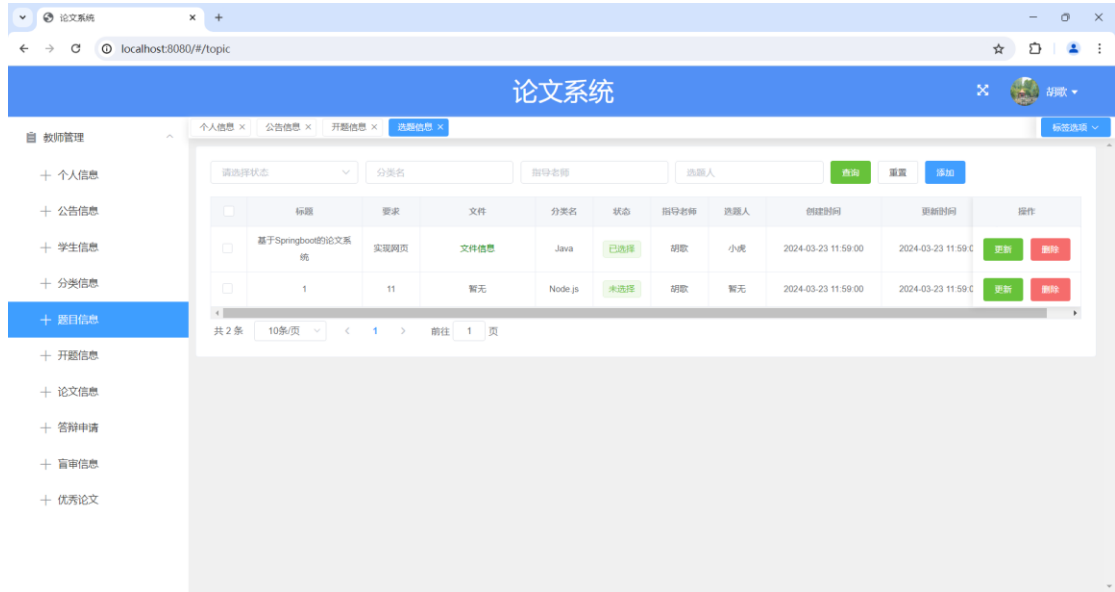 论文系统
localhost:8080/#/topic
论文系统
胡歌
教师管理
个人信息
公告信息
学生信息
分类信息
题目信息
开题信息
论文信息
答辩申请
盲审信息
优秀论文
个人信息 × 公告信息 × 开题信息 × 选题信息 × 标签选项
请选择状态 分类名 指导老师 选题人 查询 重置 添加
标题 要求 文件 分类名 状态 指导老师 选题人 创建时间 更新时间 操作
基于Springboot的论文系统 实现网页 文件信息 Java 已选择 胡歌 小虎 2024-03-23 11:59:00 2024-03-23 11:59:0 更新 删除
1 11 暂无 Node.js 未选择 胡歌 暂无 2024-03-23 11:59:00 2024-03-23 11:59:0 更新 删除
共 2 条 10条/页 1 前往 1 页